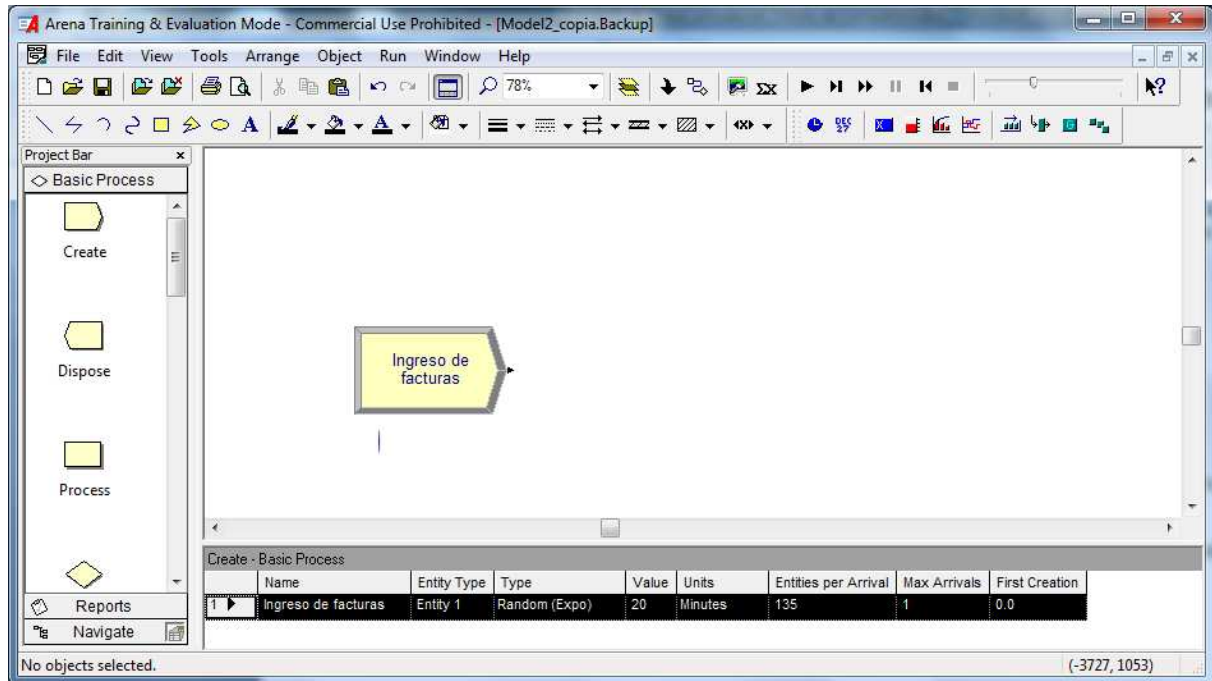 Arena Training & Evaluation Mode - Commercial Use Prohibited - [Model2_copia.Backup]
File Edit View Tools Arrange Object Run Window Help
78%
Project Bar
Basic Process
Create
Dispose
Process
Reports
Navigate
Ingreso de
facturas
Create - Basic Process
Name Entity Type Type Value Units Entities per Arrival Max Arrivals First Creation
1 Ingreso de facturas Entity 1 Random (Expo) 20 Minutes 135 1 0.0
No objects selected. (-3727, 1053)